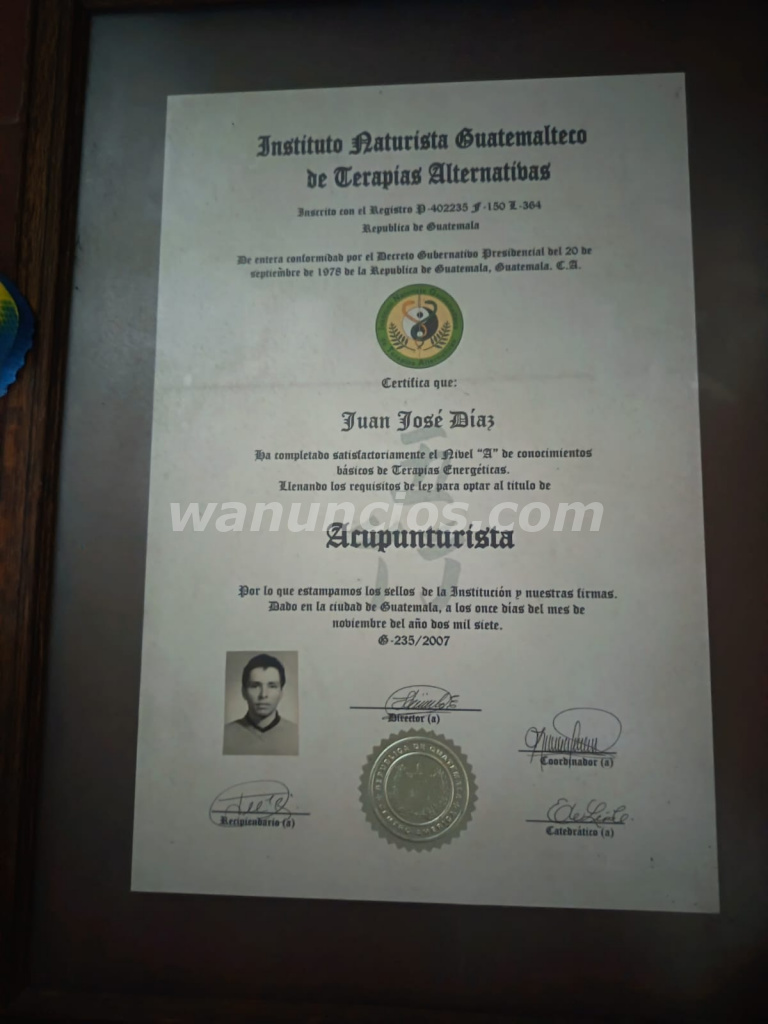 Instituto Naturista Guatemalteco
de Terapias Alternativas
Inscrito con el Registro P-402235 F-150 L-364
Republica de Guatemala
De entera conformidad por el Decreto Gubernativo Presidencial del 20 de
septiembre de 1978 de la Republica de Guatemala, Guatemala. C.A.
Certifica que:
Juan José Díaz
Ha completado satisfactoriamente el Nivel "A" de conocimientos
básicos de Terapias Energéticas.
Llenando los requisitos de ley para optar al titulo de
wanuncios.com
Acupunturista
Por lo que estampamos los sellos de la Institución y nuestras firmas.
Dado en la ciudad de Guatemala, a los once días del mes de
noviembre del año dos mil siete.
G-235/2007
Director (a)
Coordinador (a)
REPUBLICA DE GUATEMALA
Recipiendario (a)
Catedrático (a)